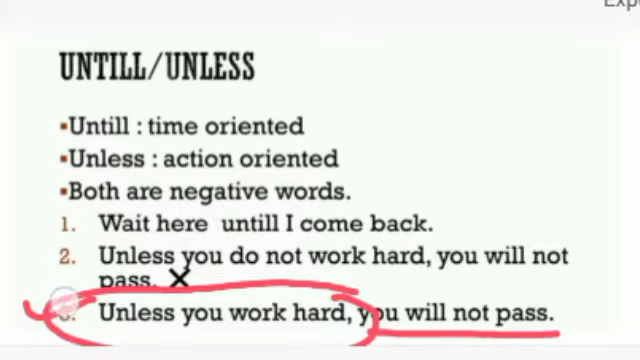 UNTILL/UNLESS
▪Untill : time oriented
▪Unless : action oriented
▪Both are negative words.
1. Wait here untill I come back.
2. Unless you do not work hard, you will not
pass. X
Unless you work hard, you will not pass.